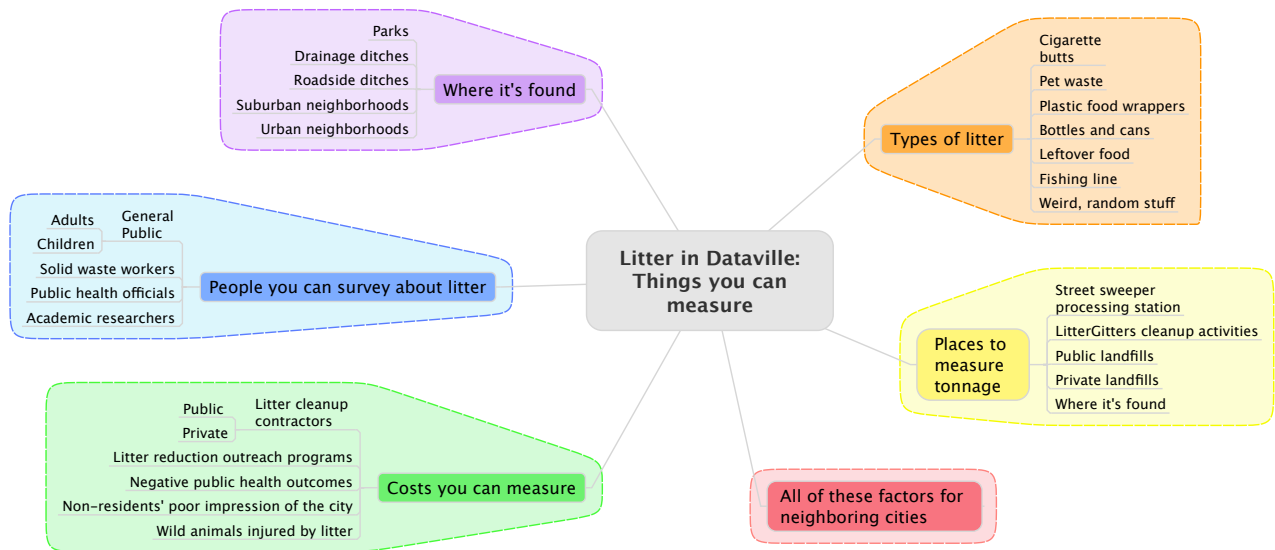 Litter in Dataville:
Things you can
measure
Where it's found
Parks
Drainage ditches
Roadside ditches
Suburban neighborhoods
Urban neighborhoods
People you can survey about litter
General
Public
Adults
Children
Solid waste workers
Public health officials
Academic researchers
Costs you can measure
Litter cleanup
contractors
Public
Private
Litter reduction outreach programs
Negative public health outcomes
Non-residents' poor impression of the city
Wild animals injured by litter
Types of litter
Cigarette
butts
Pet waste
Plastic food wrappers
Bottles and cans
Leftover food
Fishing line
Weird, random stuff
Places to
measure
tonnage
Street sweeper
processing station
LitterGitters cleanup activities
Public landfills
Private landfills
Where it's found
All of these factors for
neighboring cities